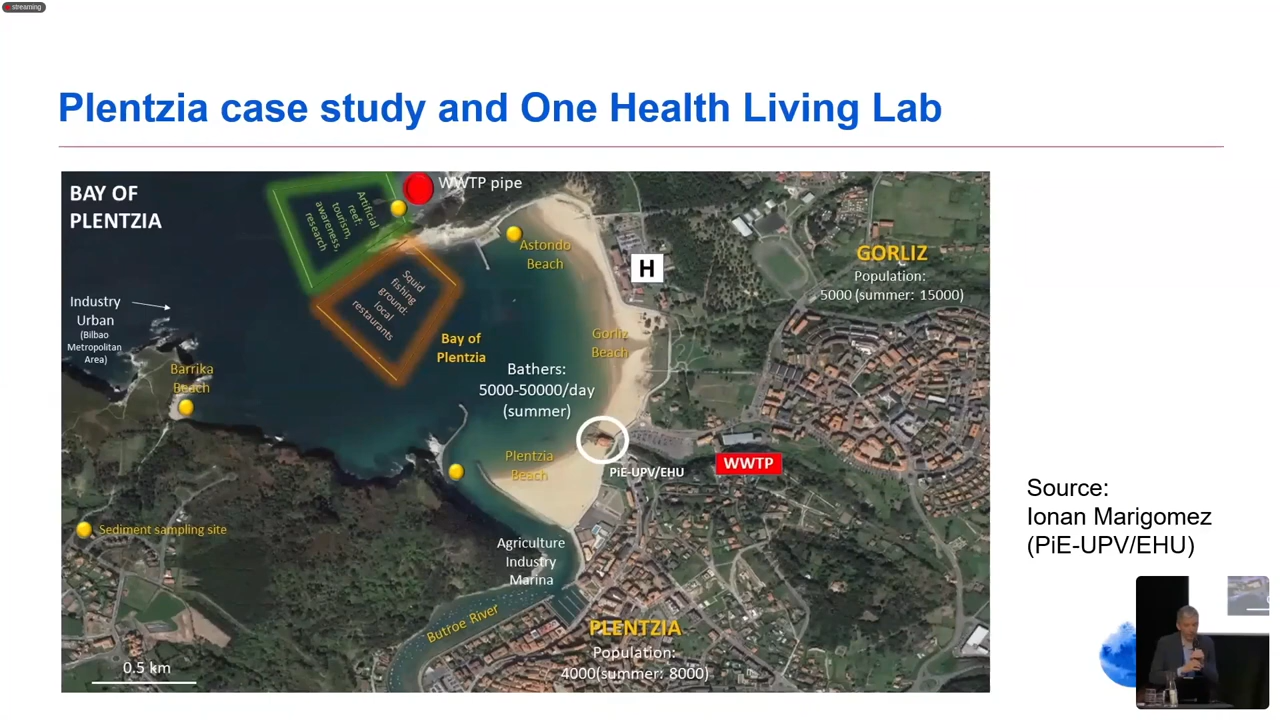 streaming
Plentzia case study and One Health Living Lab
BAY OF
PLENTZIA
WWTP pipe
Artificial
reef:
tourism,
awareness,
research
Squid
fishing
ground:
local
restaurants
Astondo
Beach
H
GORLIZ
Population:
5000 (summer: 15000)
Industry
Urban
(Bilbao
Metropolitan
Area)
Barrika
Beach
Bay of
Plentzia
Gorliz
Beach
Bathers:
5000-50000/day
(summer)
Plentzia
Beach
PiE-UPV/EHU
WWTP
Sediment sampling site
Agriculture
Industry
Marina
Butroe River
PLENTZIA
Population:
4000(summer: 8000)
0.5 km
Source:
Ionan Marigomez
(PiE-UPV/EHU)